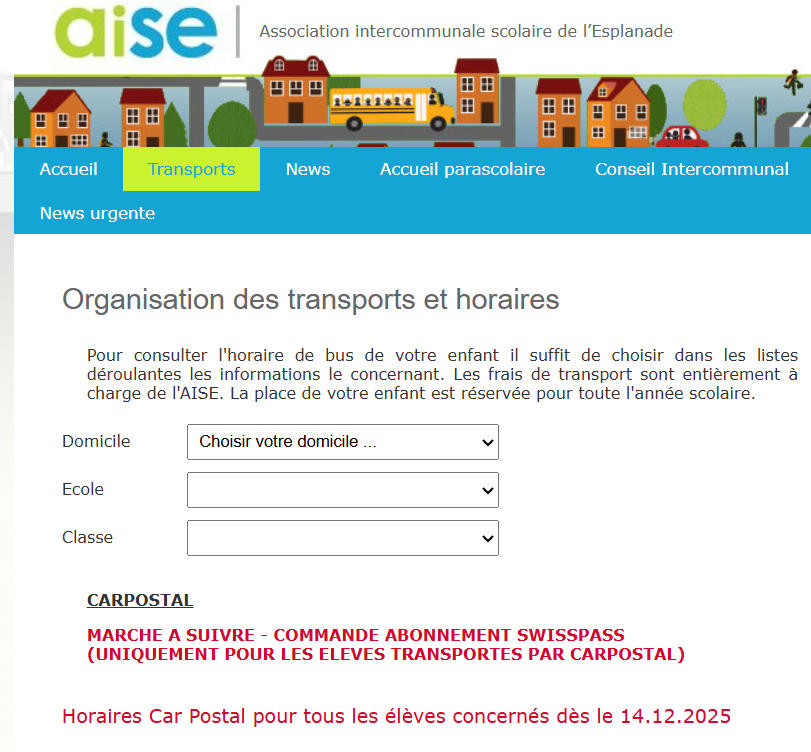 aise
Association intercommunale scolaire de l’Esplanade
Accueil
Transports
News
Accueil parascolaire
Conseil Intercommunal
News urgente
Organisation des transports et horaires
Pour consulter l'horaire de bus de votre enfant il suffit de choisir dans les listes
déroulantes les informations le concernant. Les frais de transport sont entièrement à
charge de l'AISE. La place de votre enfant est réservée pour toute l'année scolaire.
Domicile
Choisir votre domicile ...
Ecole
Classe
CARPOSTAL
MARCHE A SUIVRE - COMMANDE ABONNEMENT SWISSPASS
(UNIQUEMENT POUR LES ELEVES TRANSPORTES PAR CARPOSTAL)
Horaires Car Postal pour tous les élèves concernés dès le 14.12.2025